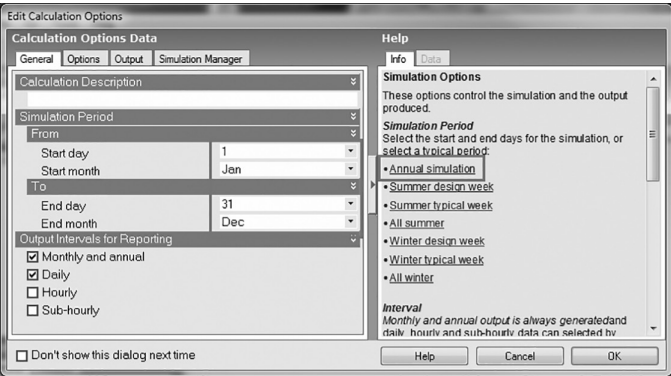 Edit Calculation Options
Calculation Options Data
General Options Output Simulation Manager
Calculation Description
Simulation Period
From
Start day 1
Start month Jan
To
End day 31
End month Dec
Output Intervals for Reporting
Monthly and annual
Daily
Hourly
Sub-hourly
Don't show this dialog next time
Help
Info Data
Simulation Options
These options control the simulation and the output
produced.
Simulation Period
Select the start and end days for the simulation, or
select a typical period:
• Annual simulation
• Summer design week
• Summer typical week
• All summer
• Winter design week
• Winter typical week
• All winter
Interval
Monthly and annual output is always generatedand
daily, hourly and sub-hourly data can selected by
Help Cancel OK